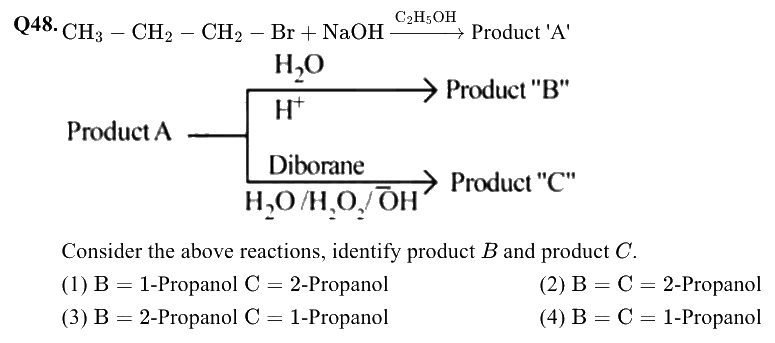 Q48. CH₃ − CH₂ − CH₂ − Br + NaOH —C₂H₅OH→ Product 'A'
H₂O
Product "B"
H⁺
Product A
Diborane
Product "C"
H₂O/H₂O₂/O̅H
Consider the above reactions, identify product B and product C.
(1) B = 1-Propanol C = 2-Propanol (2) B = C = 2-Propanol
(3) B = 2-Propanol C = 1-Propanol (4) B = C = 1-Propanol